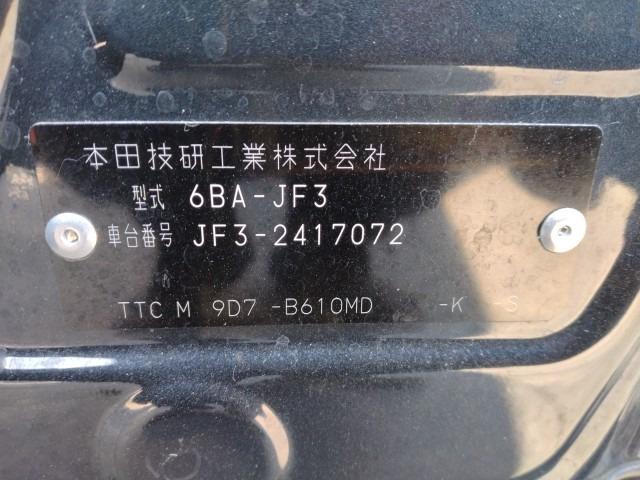 本田技研工業株式会社
型式 6BA-JF3
車台番号 JF3-2417072
TTC M 9D7 -B610MD -K -S